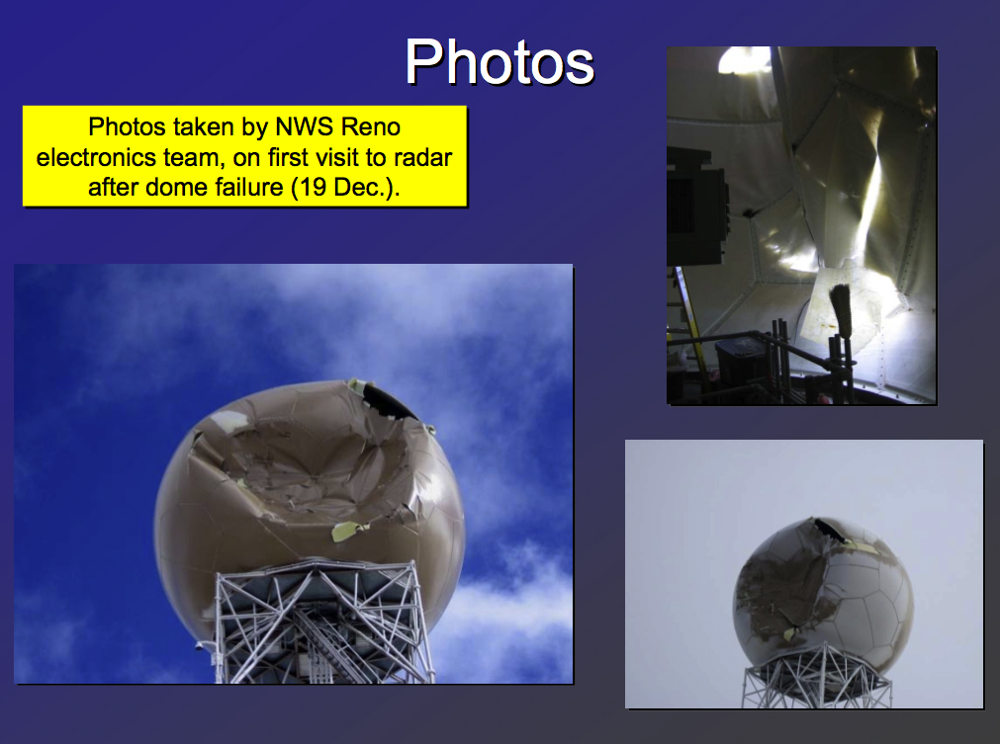 Photos
Photos taken by NWS Reno
electronics team, on first visit to radar
after dome failure (19 Dec.).